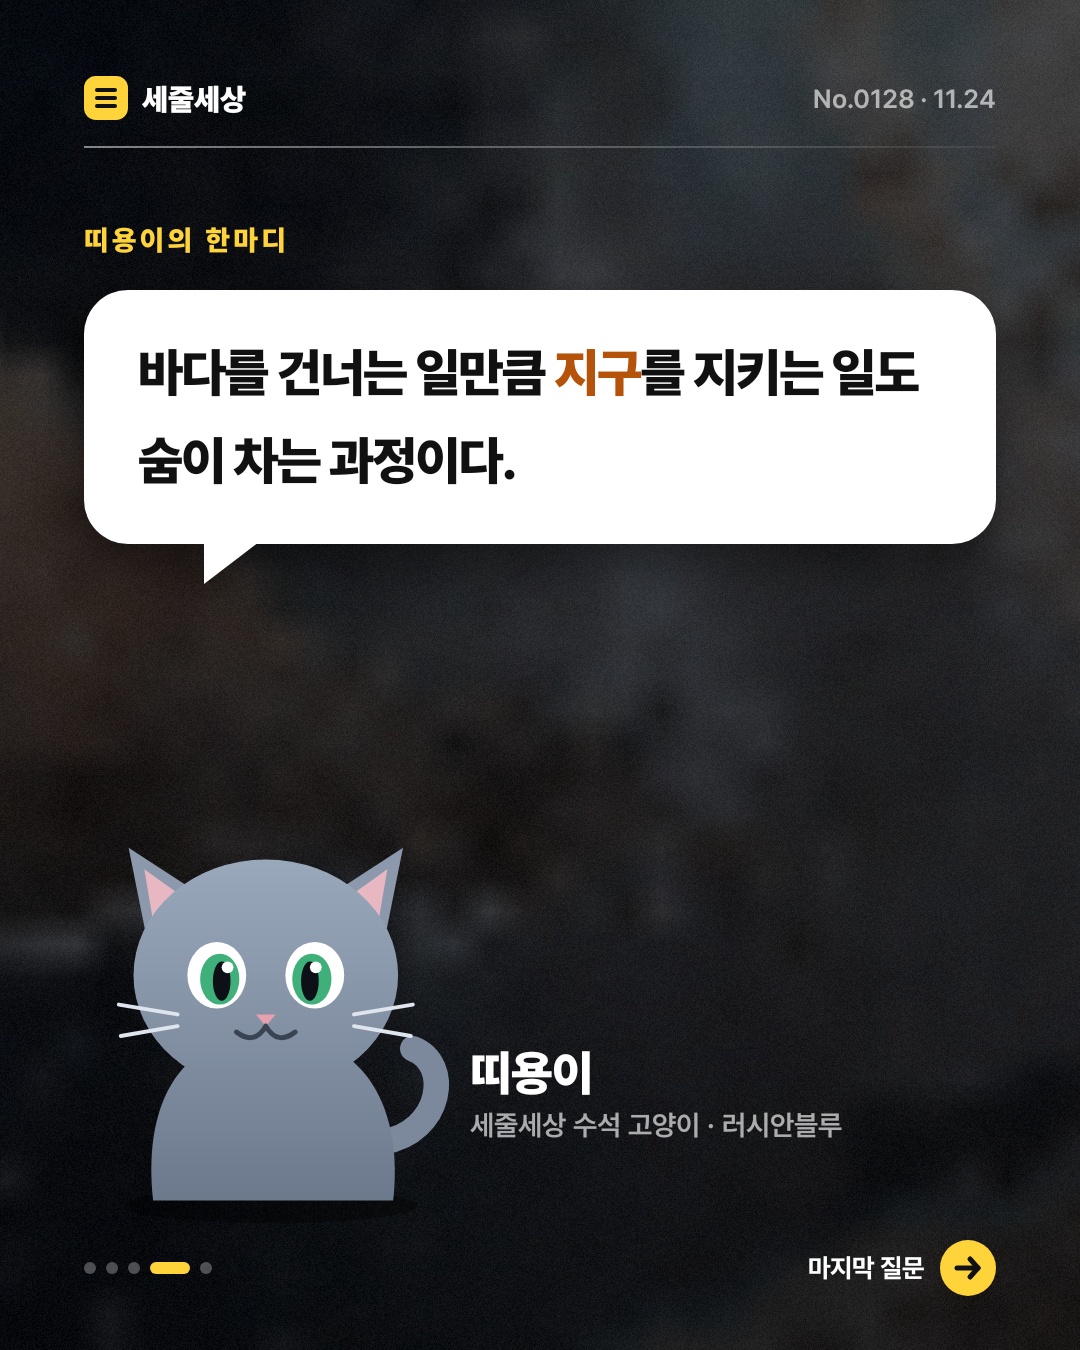 세줄세상
No.0128 · 11.24
띠용이의 한마디
바다를 건너는 일만큼 지구를 지키는 일도
숨이 차는 과정이다.
띠용이
세줄세상 수석 고양이 · 러시안블루
마지막 질문